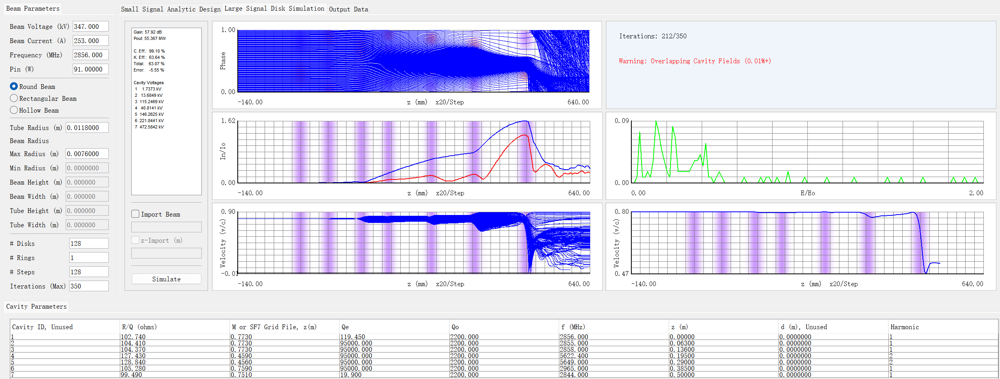 Beam Parameters
Beam Voltage (kV) 347.000
Beam Current (A) 253.000
Frequency (MHz) 2856.000
Pin (W) 91.00000
Round Beam
Rectangular Beam
Hollow Beam
Tube Radius (m) 0.0118000
Beam Radius
Max Radius (m) 0.0076000
Min Radius (m) 0.0000000
Beam Height (m) 0.000000
Beam Width (m) 0.000000
Tube Height (m) 0.000000
Tube Width (m) 0.000000
# Disks 128
# Rings 1
# Steps 128
Iterations (Max) 350
Small Signal Analytic Design Large Signal Disk Simulation Output Data
Gain: 57.92 dB
Pout: 55.367 MW
C. Eff.: 99.10 %
K. Eff.: 63.64 %
Total: 63.07 %
Error: -5.55 %
Cavity Voltages
1 1.7373 kV
2 13.6849 kV
3 115.2469 kV
4 40.8141 kV
5 146.2625 kV
6 221.8441 kV
7 472.5842 kV
Import Beam
z-Import (m)
Simulate
1.00
Phase
0.00
-140.00 z (mm) x20/Step 640.00
Iterations: 212/350
Warning: Overlapping Cavity Fields (0.01%+)
1.62
In/Io
0.00
-140.00 z (mm) x20/Step 640.00
0.09
0.00
0.00 E/Eo 2.00
0.90
Velocity (v/c)
-0.01
-140.00 z (mm) x20/Step 640.00
0.80
Velocity (v/c)
0.47
-140.00 z (mm) x20/Step 640.00
Cavity Parameters
Cavity ID, Unused R/Q (ohms) M or SF7 Grid File, z(m) Qe Qo f (MHz) z (m) d (m), Unused Harmonic
1 102.740 0.7730 119.450 2200.000 2856.000 0.00000 0.0000000 1
2 104.410 0.7730 95000.000 2200.000 2855.000 0.06300 0.0000000 1
3 104.370 0.7730 95000.000 2200.000 2858.000 0.13600 0.0000000 1
4 127.430 0.4590 95000.000 2200.000 5622.400 0.19500 0.0000000 2
5 128.840 0.4560 95000.000 2200.000 5649.000 0.29000 0.0000000 2
6 105.280 0.7590 95000.000 2200.000 2965.000 0.38500 0.0000000 1
7 99.490 0.7510 19.900 2200.000 2844.000 0.50000 0.0000000 1